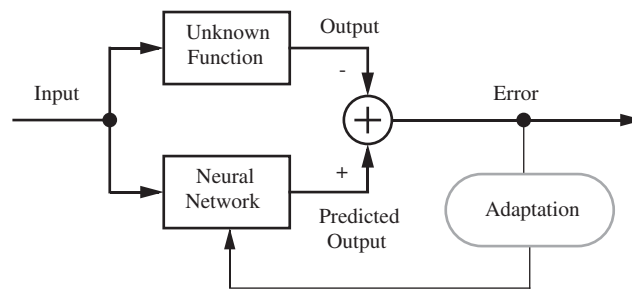 Unknown
Function
Output
-
Input
Error
+
Neural
Network
Predicted
Output
Adaptation